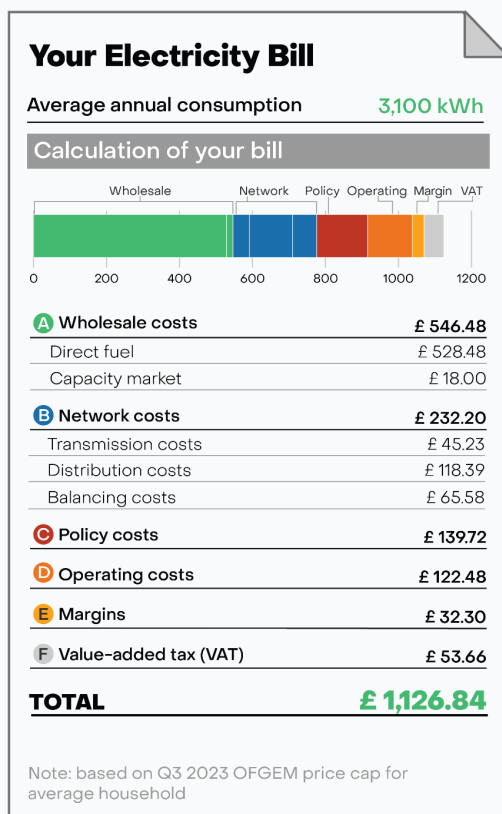 Your Electricity Bill
Average annual consumption 3,100 kWh
Calculation of your bill
Wholesale Network Policy Operating Margin VAT
0 200 400 600 800 1000 1200
A Wholesale costs £ 546.48
Direct fuel £ 528.48
Capacity market £ 18.00
B Network costs £ 232.20
Transmission costs £ 45.23
Distribution costs £ 118.39
Balancing costs £ 65.58
C Policy costs £ 139.72
D Operating costs £ 122.48
E Margins £ 32.30
F Value-added tax (VAT) £ 53.66
TOTAL £ 1,126.84
Note: based on Q3 2023 OFGEM price cap for
average household